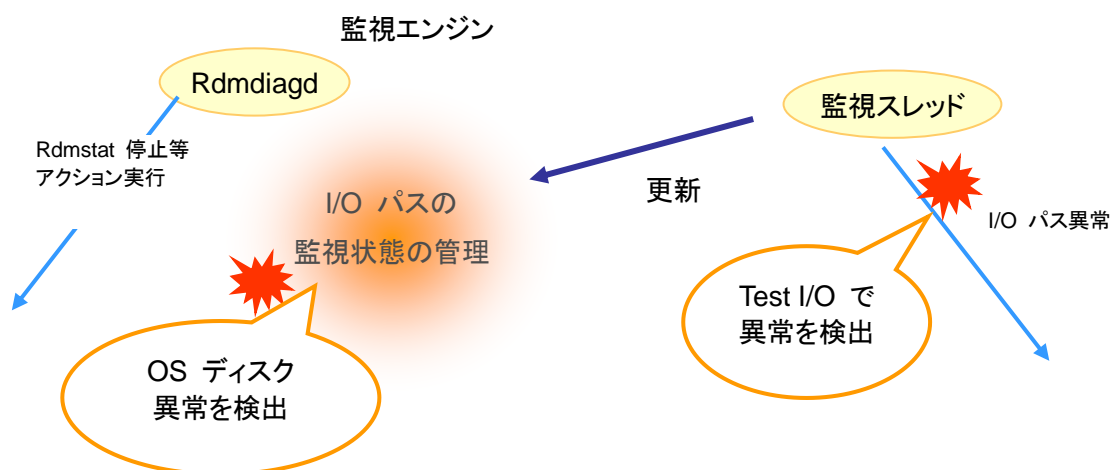 監視エンジン
Rdmdiagd
監視スレッド
Rdmstat 停止等
アクション実行
I/O パスの
監視状態の管理
更新
I/O パス異常
Test I/O で
異常を検出
OS ディスク
異常を検出